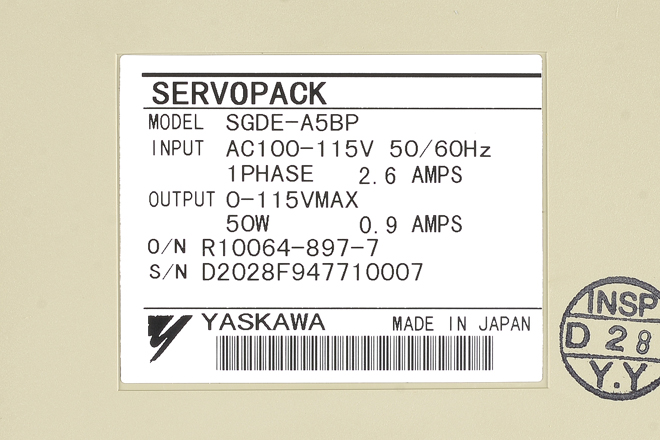 SERVOPACK
MODEL SGDE-A5BP
INPUT AC100-115V 50/60Hz
1PHASE 2.6 AMPS
OUTPUT 0-115VMAX
50W 0.9 AMPS
O/N R10064-897-7
S/N D2028F947710007
YASKAWA MADE IN JAPAN
INSP
D 28
Y.Y